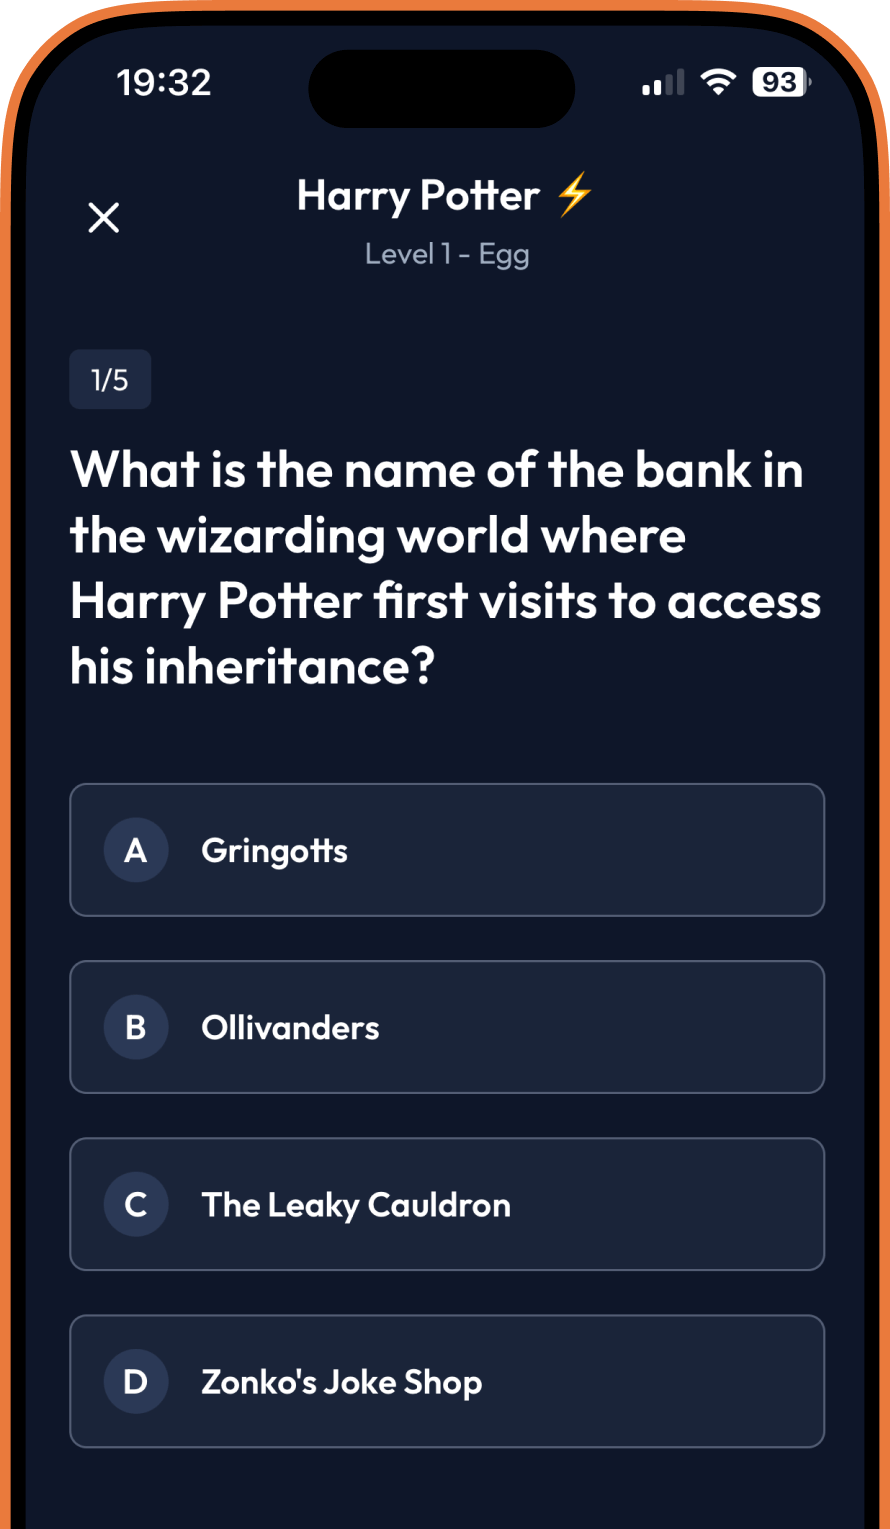 19:32
93
Harry Potter ⚡
Level 1 - Egg
1/5
What is the name of the bank in
the wizarding world where
Harry Potter first visits to access
his inheritance?
A Gringotts
B Ollivanders
C The Leaky Cauldron
D Zonko's Joke Shop